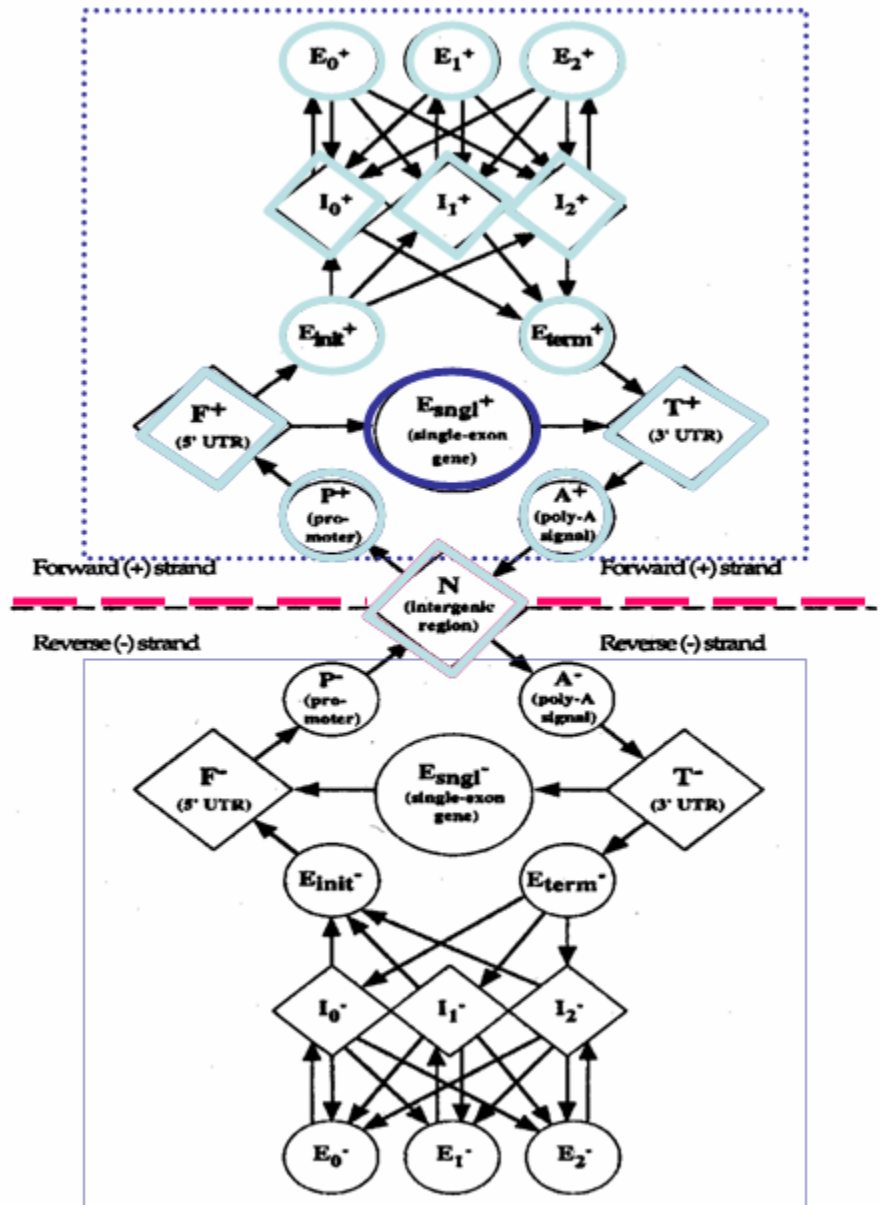 E0+ E1+ E2+
I0+ I1+ I2+
Einit+ Eterm+
F+
(5' UTR)
Esngl+
(single-exon
gene)
T+
(3' UTR)
P+
(pro-
moter)
A+
(poly-A
signal)
Forward (+) strand
N
(intergenic
region)
Forward (+) strand
Reverse (-) strand
Reverse (-) strand
P-
(pro-
moter)
A-
(poly-A
signal)
F-
(5' UTR)
Esngl-
(single-exon
gene)
T-
(3' UTR)
Einit- Eterm-
I0- I1- I2-
E0- E1- E2-